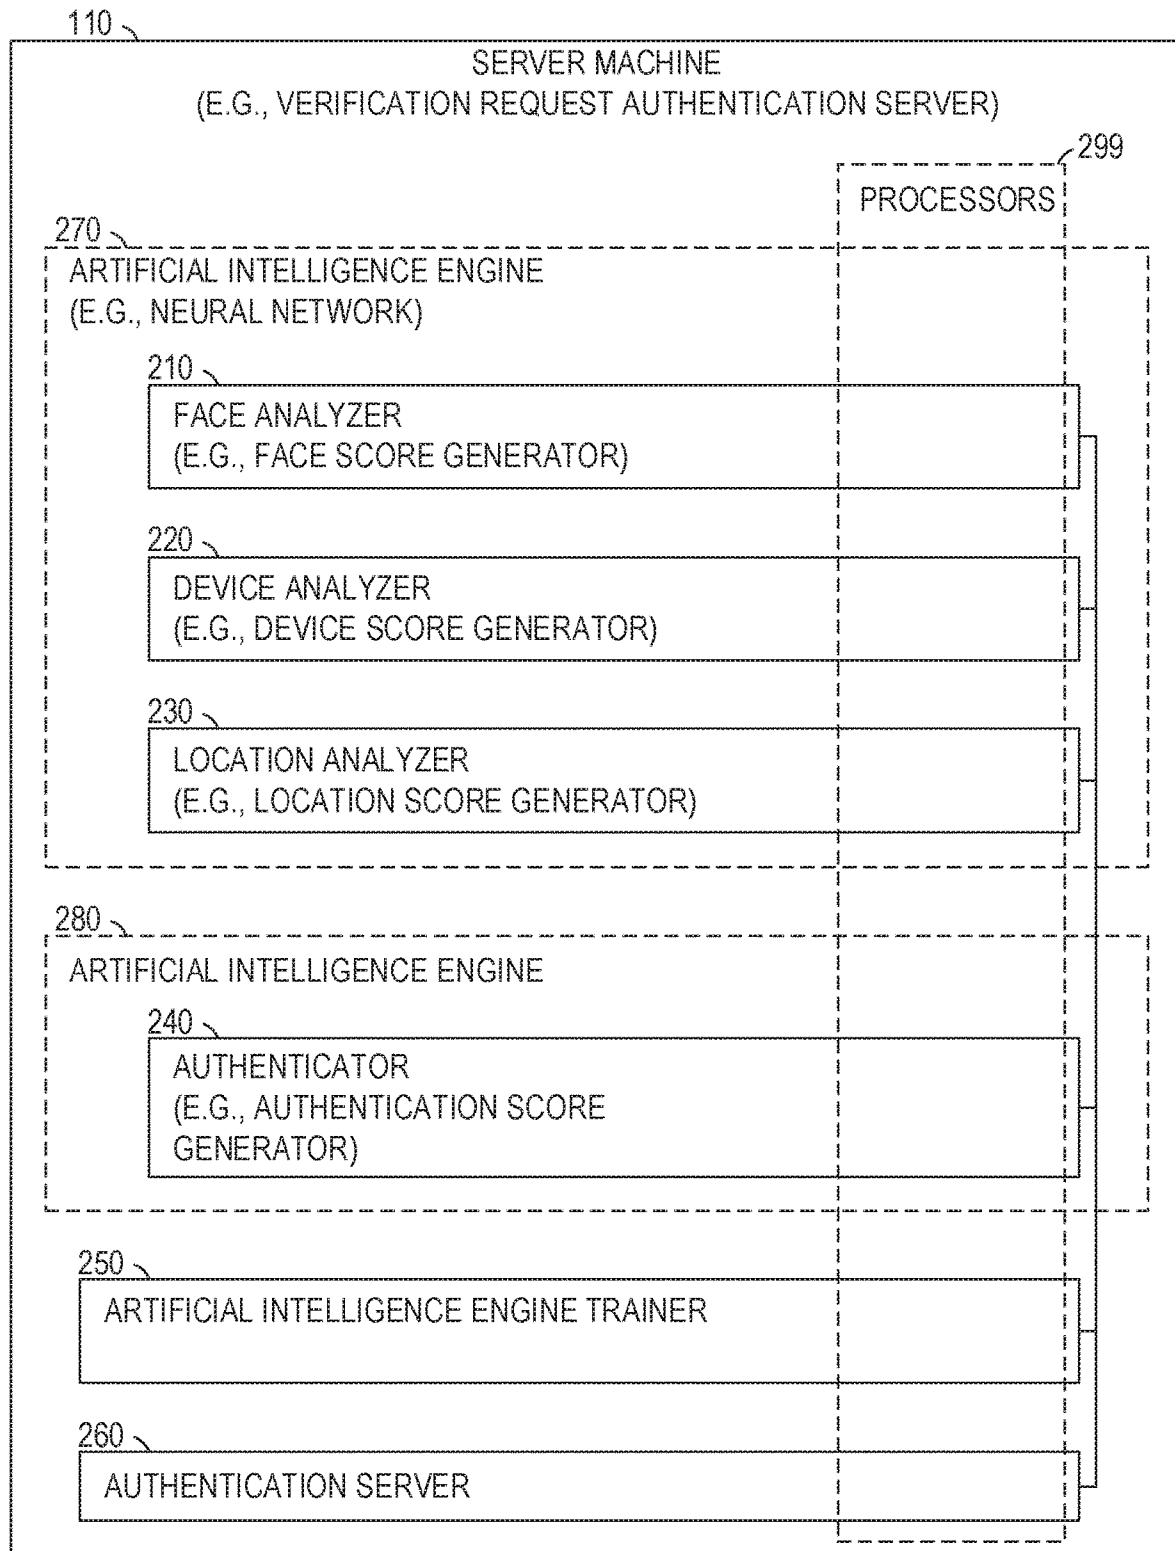 110
SERVER MACHINE
(E.G., VERIFICATION REQUEST AUTHENTICATION SERVER)
299
PROCESSORS
270
ARTIFICIAL INTELLIGENCE ENGINE
(E.G., NEURAL NETWORK)
210
FACE ANALYZER
(E.G., FACE SCORE GENERATOR)
220
DEVICE ANALYZER
(E.G., DEVICE SCORE GENERATOR)
230
LOCATION ANALYZER
(E.G., LOCATION SCORE GENERATOR)
280
ARTIFICIAL INTELLIGENCE ENGINE
240
AUTHENTICATOR
(E.G., AUTHENTICATION SCORE
GENERATOR)
250
ARTIFICIAL INTELLIGENCE ENGINE TRAINER
260
AUTHENTICATION SERVER